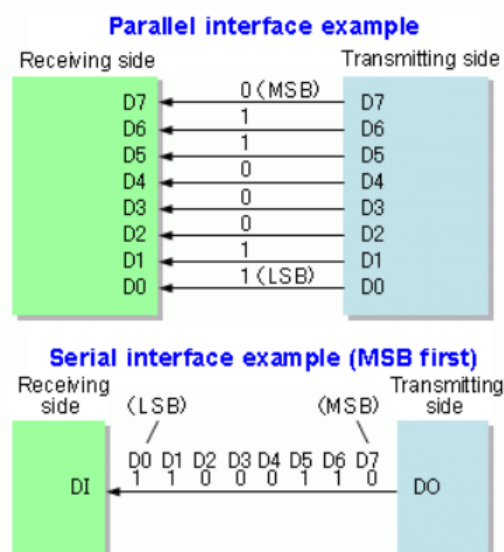 Parallel interface example
Receiving side Transmitting side
D7 0 (MSB) D7
D6 1 D6
D5 1 D5
D4 0 D4
D3 0 D3
D2 0 D2
D1 1 D1
D0 1 (LSB) D0
Serial interface example (MSB first)
Receiving side
Transmitting side
(LSB) (MSB)
D0 D1 D2 D3 D4 D5 D6 D7
1 1 0 0 0 1 1 0
DI DO